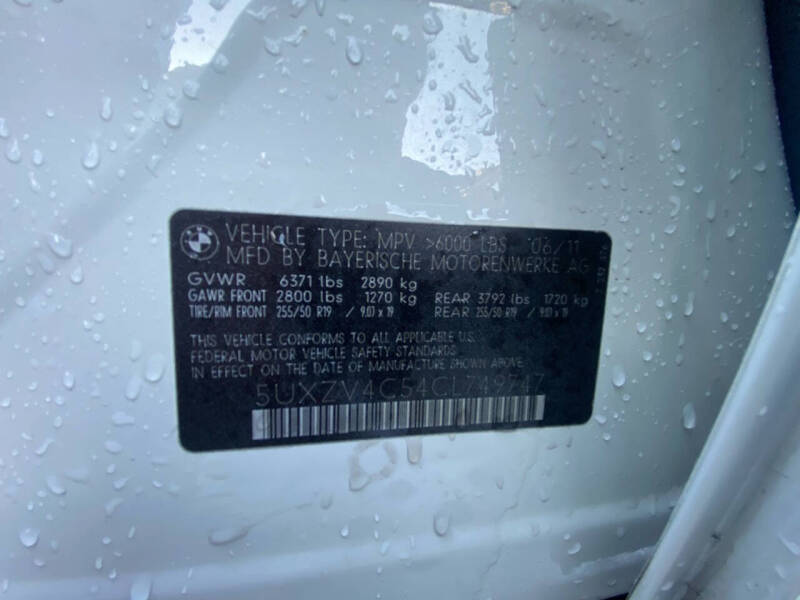 BMW
VEHICLE TYPE: MPV >6000 LBS 06/11
MFD BY BAYERISCHE MOTORENWERKE AG
GVWR 6371 lbs 2890 kg
GAWR FRONT 2800 lbs 1270 kg REAR 3792 lbs 1720 kg
TIRE/RIM FRONT 255/50 R19 / 9.0J x 19 REAR 255/50 R19 / 9.0J x 19
THIS VEHICLE CONFORMS TO ALL APPLICABLE U.S.
FEDERAL MOTOR VEHICLE SAFETY STANDARDS
IN EFFECT ON THE DATE OF MANUFACTURE SHOWN ABOVE.
5UXZV4C54CL749747